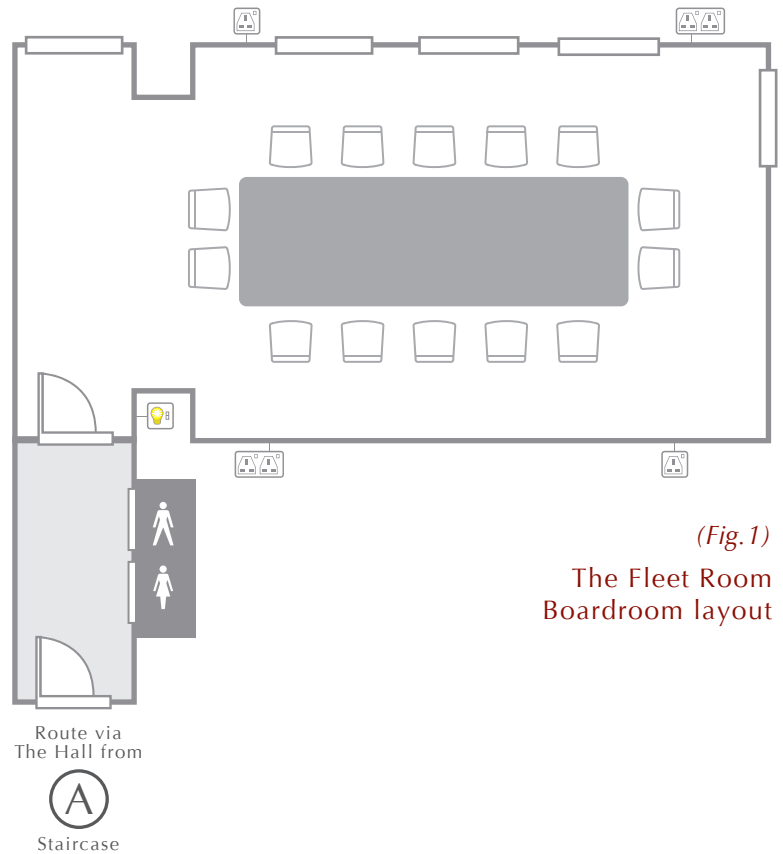 (Fig.1)
The Fleet Room
Boardroom layout
Route via
The Hall from
A
Staircase